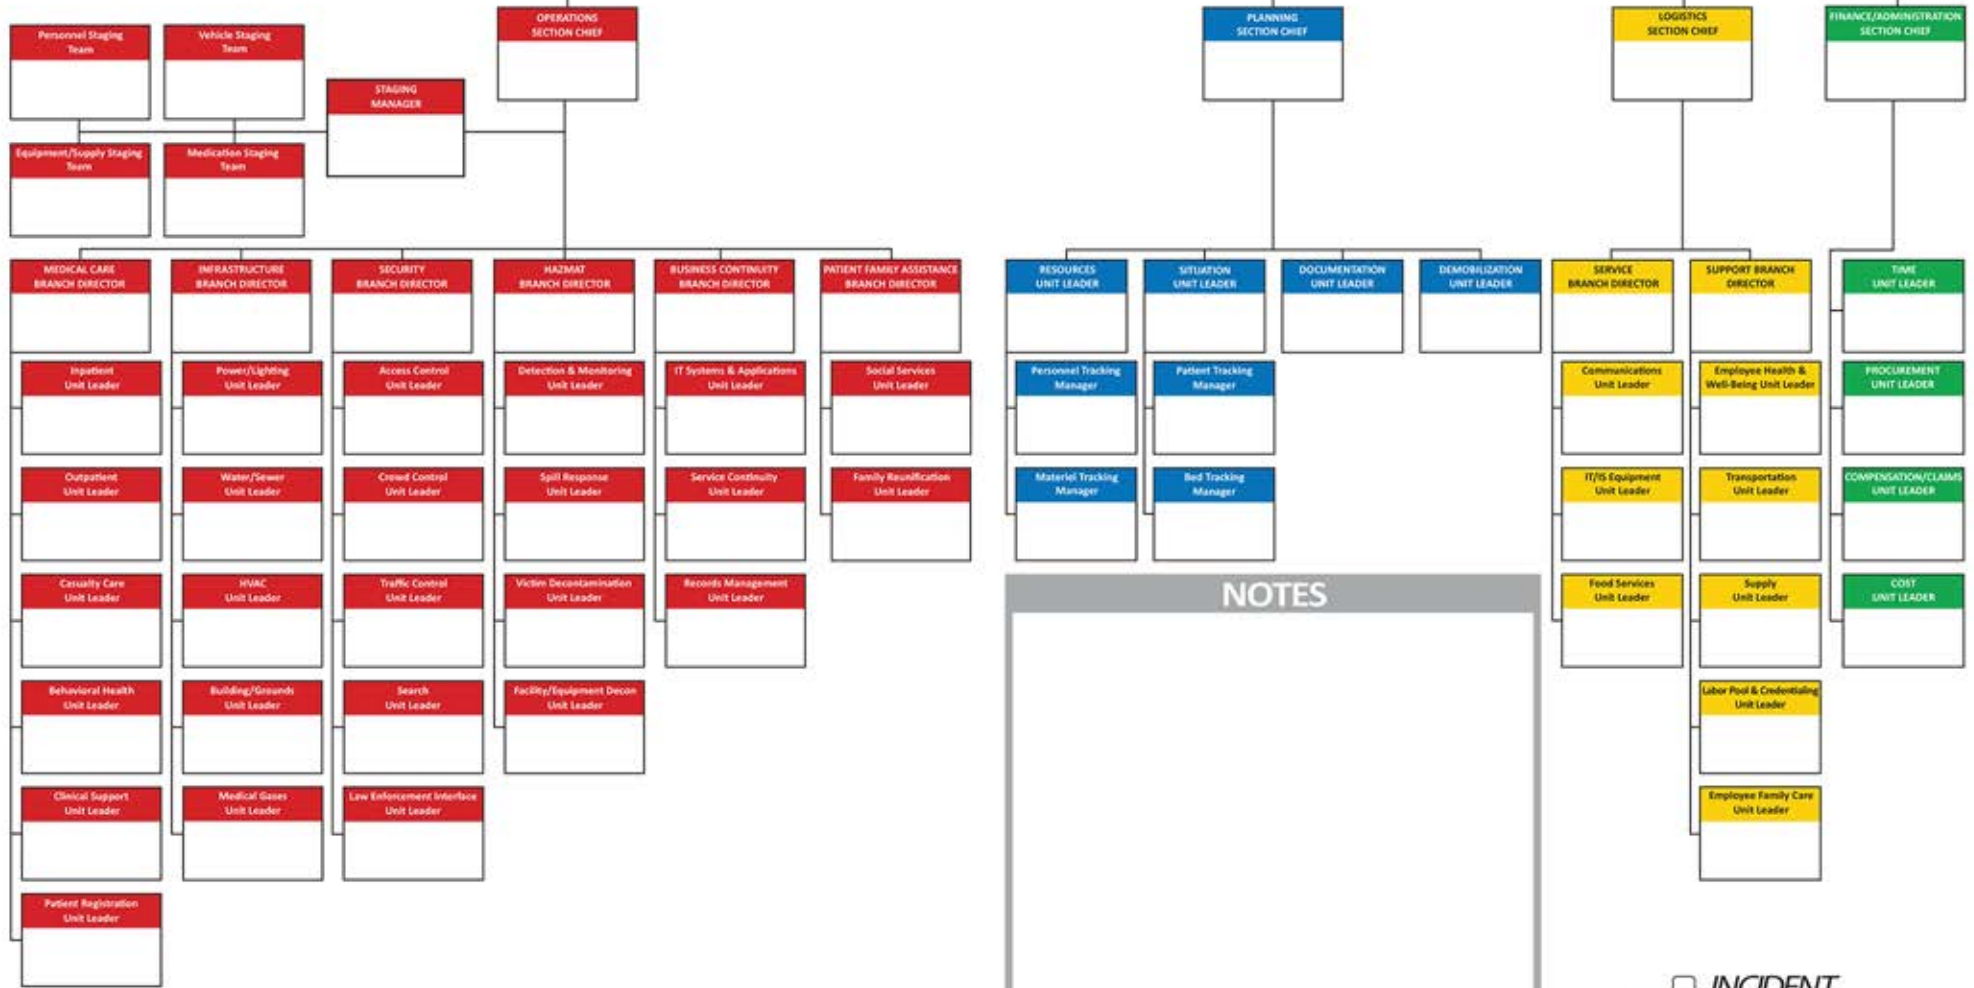 OPERATIONS
SECTION CHIEF
PLANNING
SECTION CHIEF
LOGISTICS
SECTION CHIEF
FINANCE/ADMINISTRATION
SECTION CHIEF
Personnel Staging
Team
Vehicle Staging
Team
STAGING
MANAGER
Equipment/Supply Staging
Team
Medication Staging
Team
MEDICAL CARE
BRANCH DIRECTOR
INFRASTRUCTURE
BRANCH DIRECTOR
SECURITY
BRANCH DIRECTOR
HAZMAT
BRANCH DIRECTOR
BUSINESS CONTINUITY
BRANCH DIRECTOR
PATIENT FAMILY ASSISTANCE
BRANCH DIRECTOR
RESOURCES
UNIT LEADER
SITUATION
UNIT LEADER
DOCUMENTATION
UNIT LEADER
DEMOBILIZATION
UNIT LEADER
SERVICE
BRANCH DIRECTOR
SUPPORT BRANCH
DIRECTOR
TIME
UNIT LEADER
Inpatient
Unit Leader
Power/Lighting
Unit Leader
Access Control
Unit Leader
Detection & Monitoring
Unit Leader
IT Systems & Applications
Unit Leader
Social Services
Unit Leader
Personnel Tracking
Manager
Patient Tracking
Manager
Communications
Unit Leader
Employee Health &
Well-Being Unit Leader
PROCUREMENT
UNIT LEADER
Outpatient
Unit Leader
Water/Sewer
Unit Leader
Crowd Control
Unit Leader
Spill Response
Unit Leader
Service Continuity
Unit Leader
Family Reunification
Unit Leader
Materiel Tracking
Manager
Bed Tracking
Manager
IT/IS Equipment
Unit Leader
Transportation
Unit Leader
COMPENSATION/CLAIMS
UNIT LEADER
Casualty Care
Unit Leader
HVAC
Unit Leader
Traffic Control
Unit Leader
Victim Decontamination
Unit Leader
Records Management
Unit Leader
NOTES
Food Services
Unit Leader
Supply
Unit Leader
COST
UNIT LEADER
Behavioral Health
Unit Leader
Building/Grounds
Unit Leader
Search
Unit Leader
Facility/Equipment Decon
Unit Leader
Labor Pool & Credentialing
Unit Leader
Clinical Support
Unit Leader
Medical Gases
Unit Leader
Law Enforcement Interface
Unit Leader
Employee Family Care
Unit Leader
Patient Registration
Unit Leader
INCIDENT